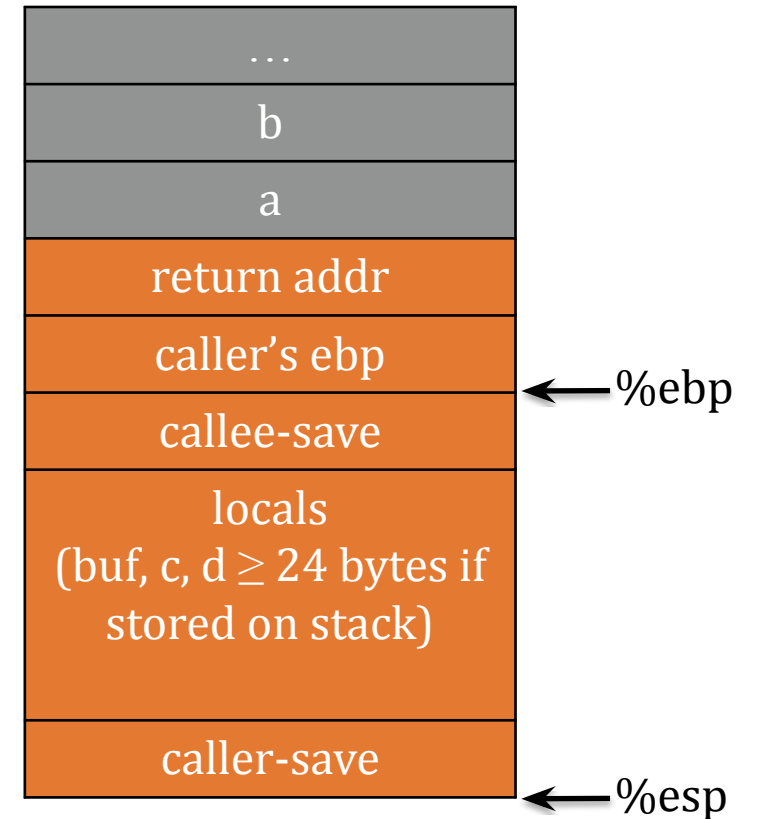 ...
b
a
return addr
caller’s ebp
%ebp
callee-save
locals
(buf, c, d ≥ 24 bytes if
stored on stack)
caller-save
%esp